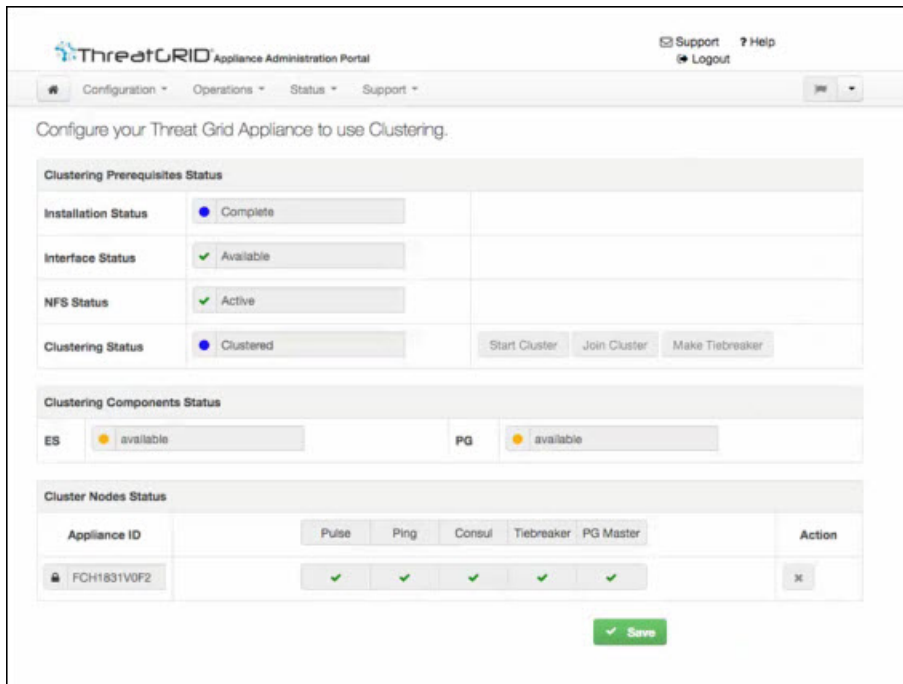 Support ? Help
ThreatGRID Appliance Administration Portal
Logout
Configuration Operations Status Support
Configure your Threat Grid Appliance to use Clustering.
Clustering Prerequisites Status
Installation Status Complete
Interface Status Available
NFS Status Active
Clustering Status Clustered Start Cluster Join Cluster Make Tiebreaker
Clustering Components Status
ES available PG available
Cluster Nodes Status
Appliance ID Pulse Ping Consul Tiebreaker PG Master Action
FCH1831V0F2
Save